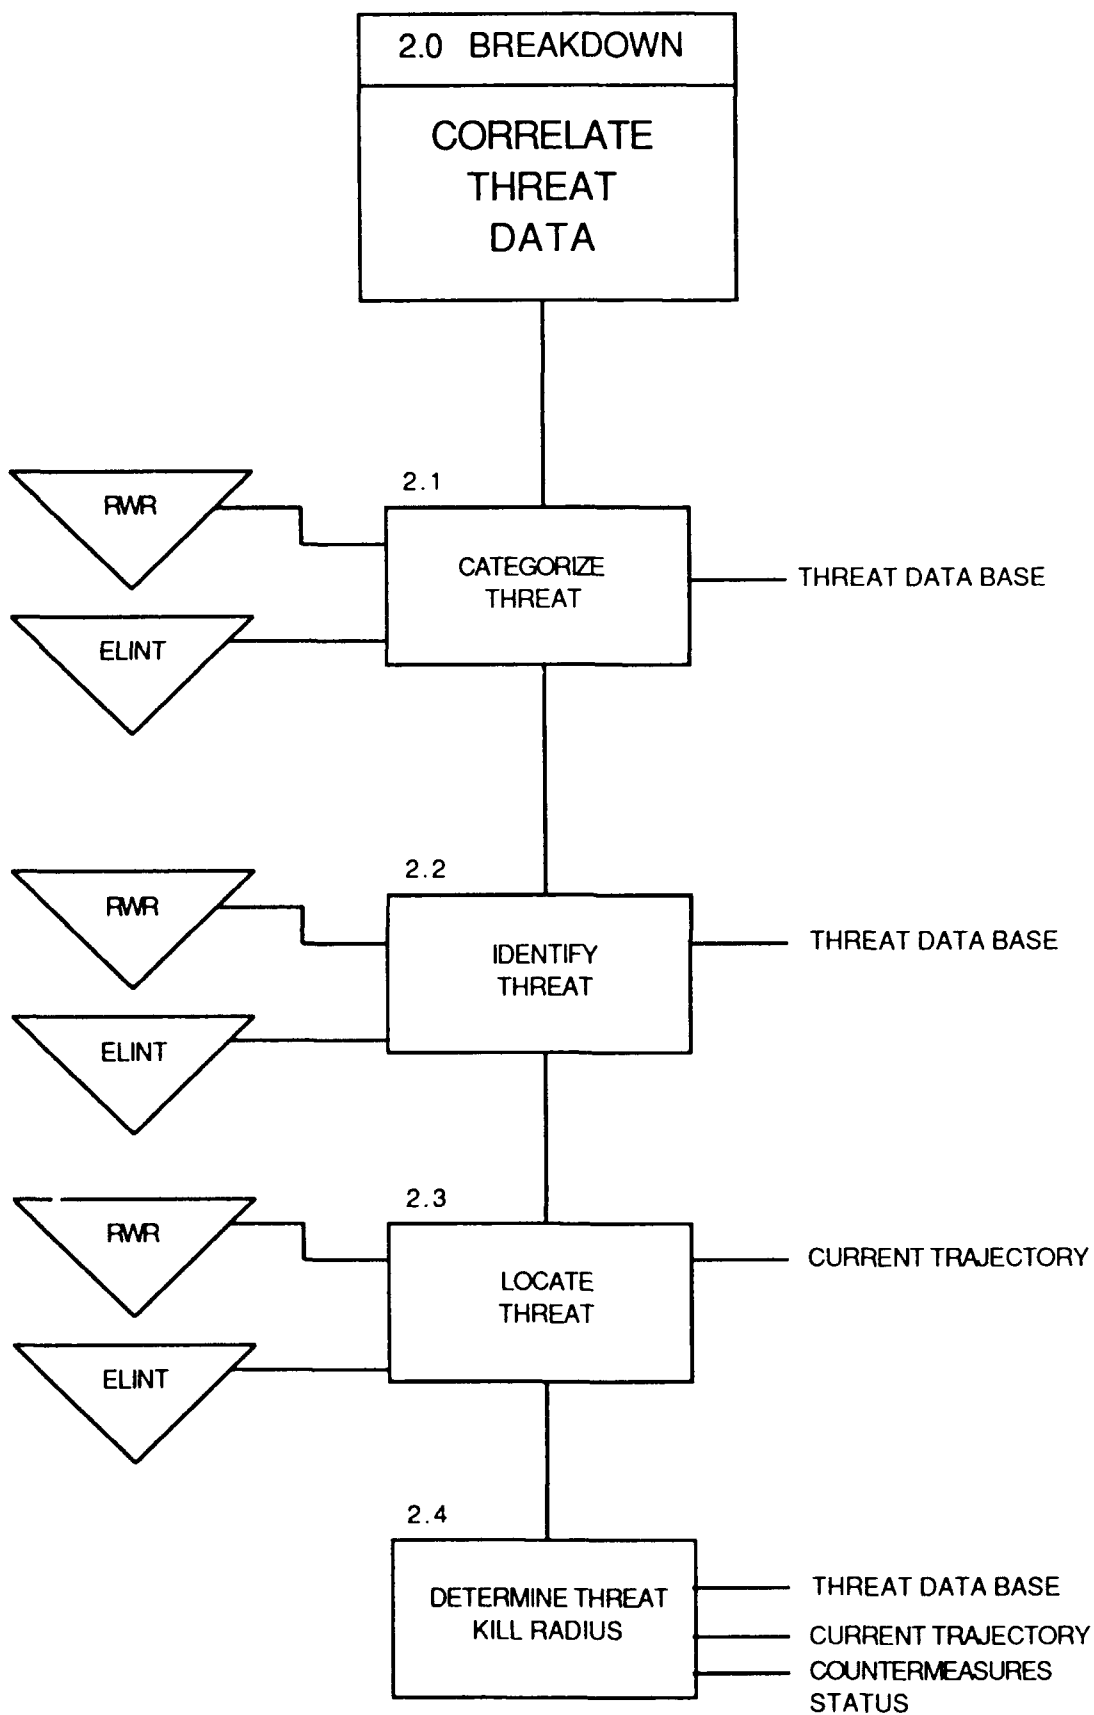 2.0 BREAKDOWN
CORRELATE
THREAT
DATA
2.1
RWR
CATEGORIZE
THREAT
THREAT DATA BASE
ELINT
2.2
RWR
IDENTIFY
THREAT
THREAT DATA BASE
ELINT
2.3
RWR
LOCATE
THREAT
CURRENT TRAJECTORY
ELINT
2.4
DETERMINE THREAT
KILL RADIUS
THREAT DATA BASE
CURRENT TRAJECTORY
COUNTERMEASURES
STATUS